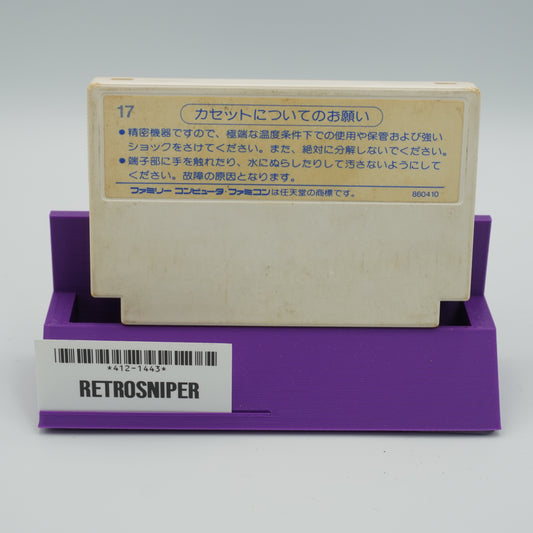 17
カセットについてのお願い
●精密機器ですので、極端な温度条件下での使用や保管および強い
ショックをさけてください。また、絶対に分解しないでください。
●端子部に手を触れたり、水にぬらしたりして汚さないようにして
ください。故障の原因となります。
ファミリー コンピュータ・ファミコンは任天堂の商標です。
860410
*412-1443*
RETROSNIPER